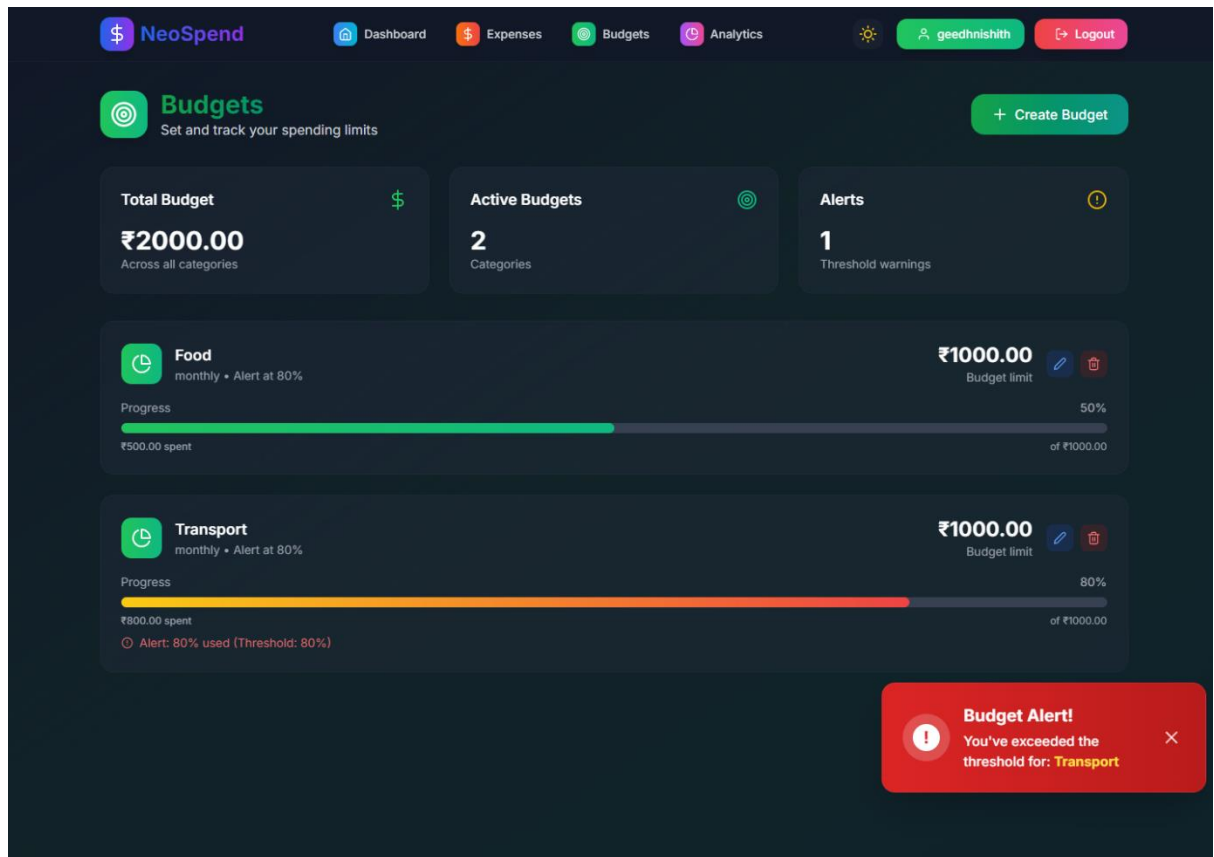 NeoSpend
Dashboard
Expenses
Budgets
Analytics
geedhnishith
Logout
Budgets
Set and track your spending limits
+ Create Budget
Total Budget
₹2000.00
Across all categories
Active Budgets
2
Categories
Alerts
1
Threshold warnings
Food
monthly • Alert at 80%
₹1000.00
Budget limit
Progress
50%
₹500.00 spent
of ₹1000.00
Transport
monthly • Alert at 80%
₹1000.00
Budget limit
Progress
80%
₹800.00 spent
of ₹1000.00
Alert: 80% used (Threshold: 80%)
Budget Alert!
You've exceeded the
threshold for: Transport